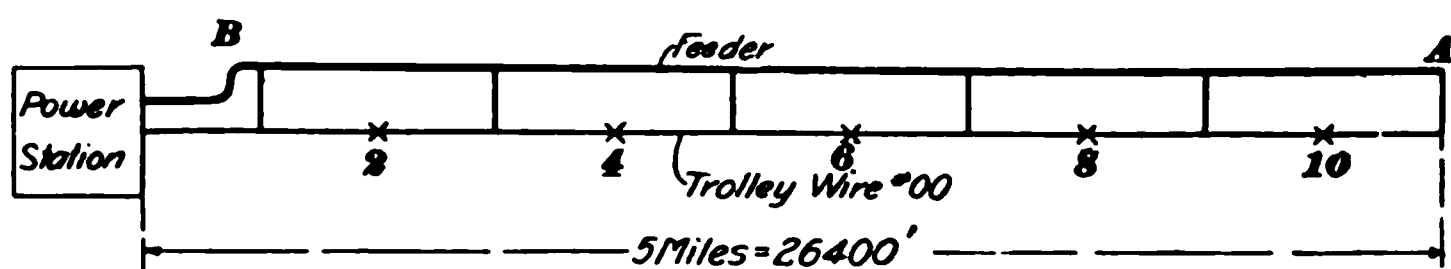 B
Feeder
A
Power
Station
2
4
6
8
10
Trolley Wire #00
5 Miles = 26400'